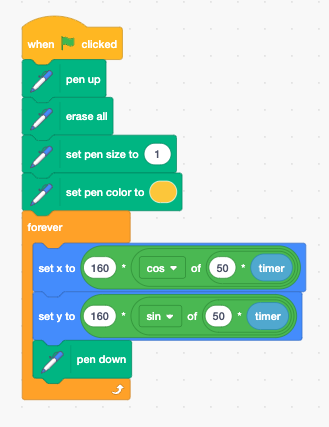 when clicked
pen up
erase all
set pen size to 1
set pen color to
forever
set x to 160 * cos of 50 * timer
set y to 160 * sin of 50 * timer
pen down